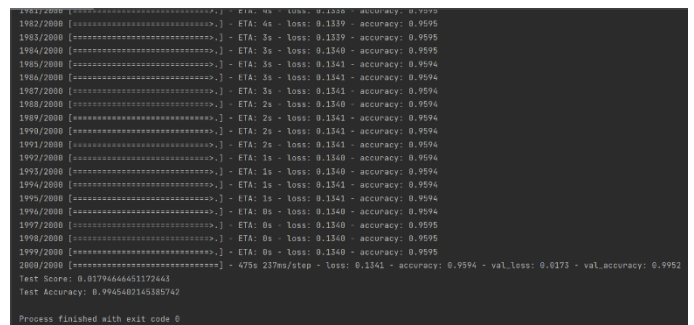 1981/2000 [============================>.] - ETA: 4s - loss: 0.1338 - accuracy: 0.9595
1982/2000 [============================>.] - ETA: 4s - loss: 0.1339 - accuracy: 0.9595
1983/2000 [============================>.] - ETA: 3s - loss: 0.1339 - accuracy: 0.9595
1984/2000 [============================>.] - ETA: 3s - loss: 0.1340 - accuracy: 0.9595
1985/2000 [============================>.] - ETA: 3s - loss: 0.1341 - accuracy: 0.9594
1986/2000 [============================>.] - ETA: 3s - loss: 0.1341 - accuracy: 0.9594
1987/2000 [============================>.] - ETA: 3s - loss: 0.1341 - accuracy: 0.9594
1988/2000 [============================>.] - ETA: 2s - loss: 0.1340 - accuracy: 0.9594
1989/2000 [============================>.] - ETA: 2s - loss: 0.1341 - accuracy: 0.9594
1990/2000 [============================>.] - ETA: 2s - loss: 0.1341 - accuracy: 0.9594
1991/2000 [============================>.] - ETA: 2s - loss: 0.1341 - accuracy: 0.9594
1992/2000 [============================>.] - ETA: 1s - loss: 0.1340 - accuracy: 0.9594
1993/2000 [============================>.] - ETA: 1s - loss: 0.1340 - accuracy: 0.9594
1994/2000 [============================>.] - ETA: 1s - loss: 0.1341 - accuracy: 0.9594
1995/2000 [============================>.] - ETA: 1s - loss: 0.1341 - accuracy: 0.9594
1996/2000 [============================>.] - ETA: 0s - loss: 0.1340 - accuracy: 0.9594
1997/2000 [============================>.] - ETA: 0s - loss: 0.1340 - accuracy: 0.9595
1998/2000 [============================>.] - ETA: 0s - loss: 0.1340 - accuracy: 0.9595
1999/2000 [============================>.] - ETA: 0s - loss: 0.1340 - accuracy: 0.9595
2000/2000 [==============================] - 475s 237ms/step - loss: 0.1341 - accuracy: 0.9594 - val_loss: 0.0173 - val_accuracy: 0.9952
Test Score: 0.01794646451172443
Test Accuracy: 0.9945402145385742
Process finished with exit code 0